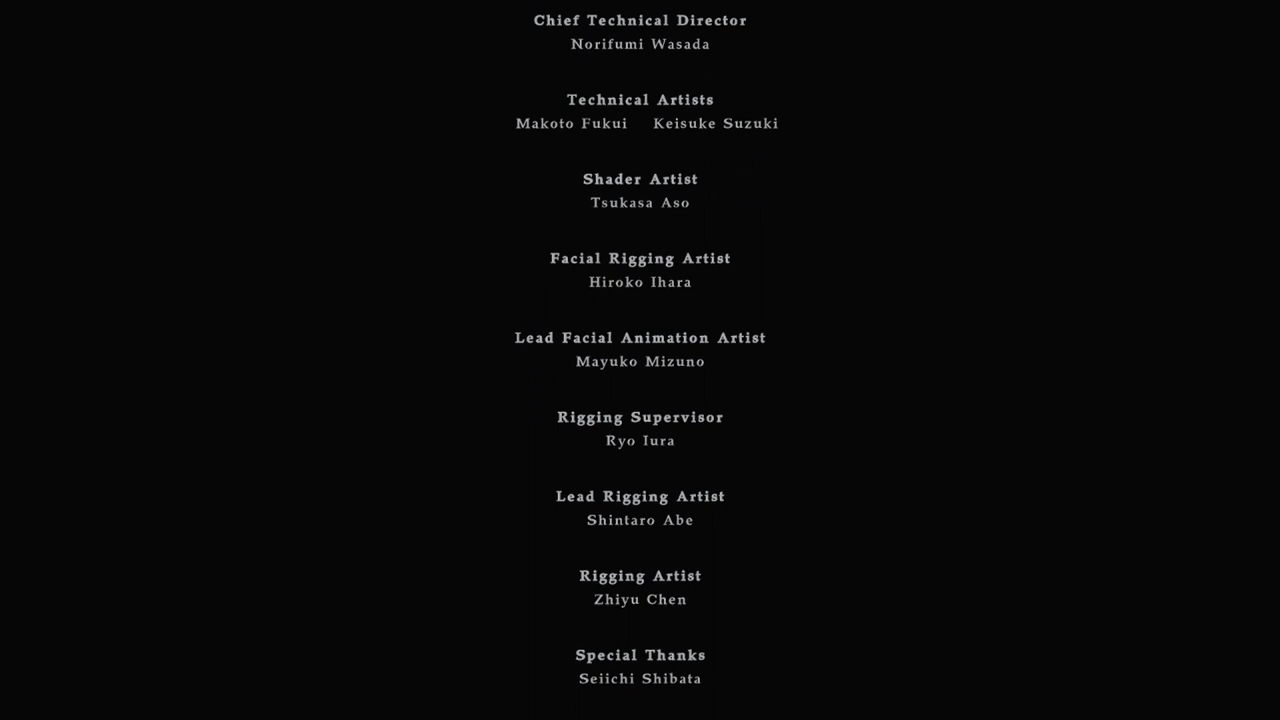 Chief Technical Director
Norifumi Wasada
Technical Artists
Makoto Fukui Keisuke Suzuki
Shader Artist
Tsukasa Aso
Facial Rigging Artist
Hiroko Ihara
Lead Facial Animation Artist
Mayuko Mizuno
Rigging Supervisor
Ryo Iura
Lead Rigging Artist
Shintaro Abe
Rigging Artist
Zhiyu Chen
Special Thanks
Seiichi Shibata